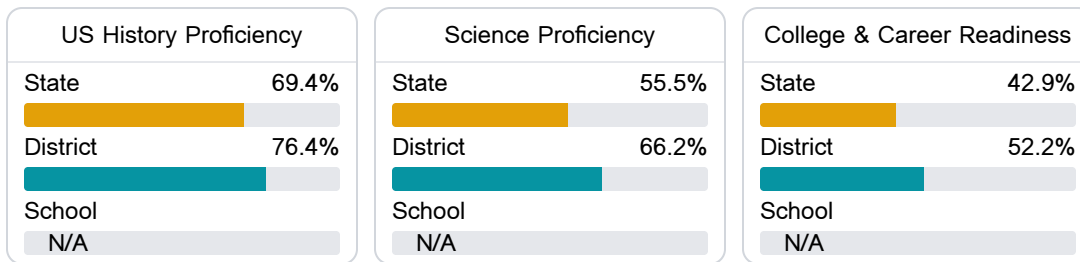 US History Proficiency
State 69.4%
District 76.4%
School
N/A
Science Proficiency
State 55.5%
District 66.2%
School
N/A
College & Career Readiness
State 42.9%
District 52.2%
School
N/A